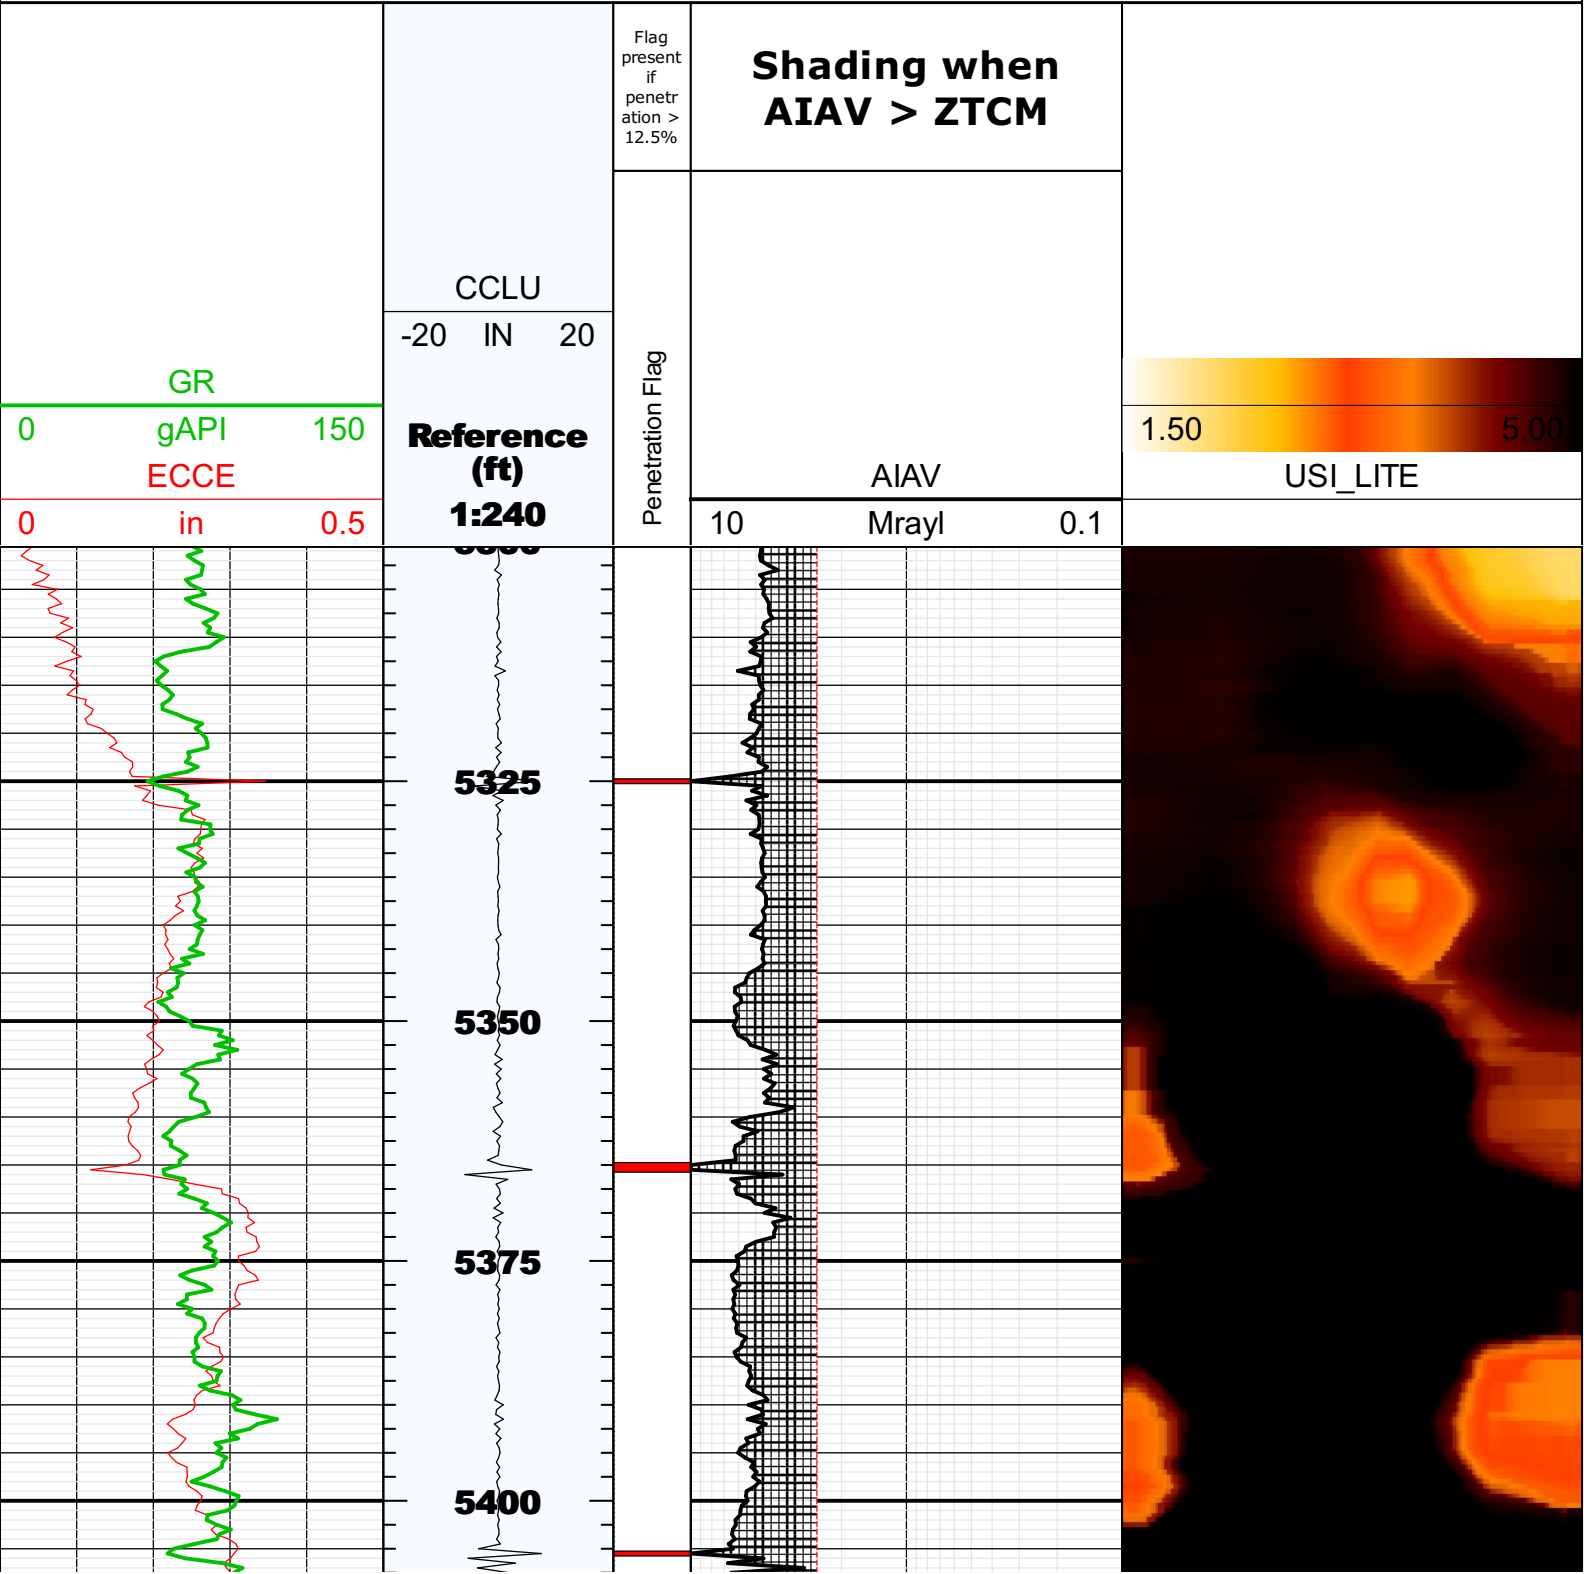 Flag
present
if
penetr
ation >
12.5%
Shading when
AIAV > ZTCM
CCLU
-20 IN 20
GR
0 gAPI 150
ECCE
0 in 0.5
Reference
(ft)
1:240
Penetration Flag
AIAV
10 Mrayl 0.1
1.50 5.00
USI_LITE
5325
5350
5375
5400